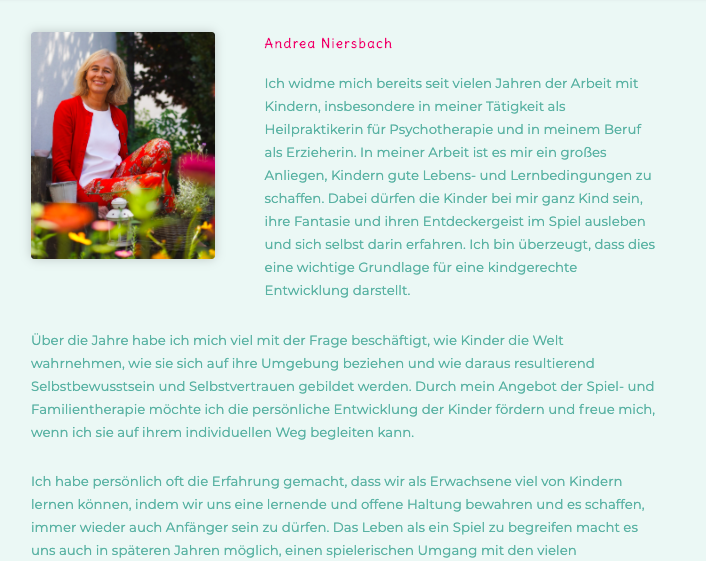 Andrea Niersbach
Ich widme mich bereits seit vielen Jahren der Arbeit mit
Kindern, insbesondere in meiner Tätigkeit als
Heilpraktikerin für Psychotherapie und in meinem Beruf
als Erzieherin. In meiner Arbeit ist es mir ein großes
Anliegen, Kindern gute Lebens- und Lernbedingungen zu
schaffen. Dabei dürfen die Kinder bei mir ganz Kind sein,
ihre Fantasie und ihren Entdeckergeist im Spiel ausleben
und sich selbst darin erfahren. Ich bin überzeugt, dass dies
eine wichtige Grundlage für eine kindgerechte
Entwicklung darstellt.
Über die Jahre habe ich mich viel mit der Frage beschäftigt, wie Kinder die Welt
wahrnehmen, wie sie sich auf ihre Umgebung beziehen und wie daraus resultierend
Selbstbewusstsein und Selbstvertrauen gebildet werden. Durch mein Angebot der Spiel- und
Familientherapie möchte ich die persönliche Entwicklung der Kinder fördern und freue mich,
wenn ich sie auf ihrem individuellen Weg begleiten kann.
Ich habe persönlich oft die Erfahrung gemacht, dass wir als Erwachsene viel von Kindern
lernen können, indem wir uns eine lernende und offene Haltung bewahren und es schaffen,
immer wieder auch Anfänger sein zu dürfen. Das Leben als ein Spiel zu begreifen macht es
uns auch in späteren Jahren möglich, einen spielerischen Umgang mit den vielen